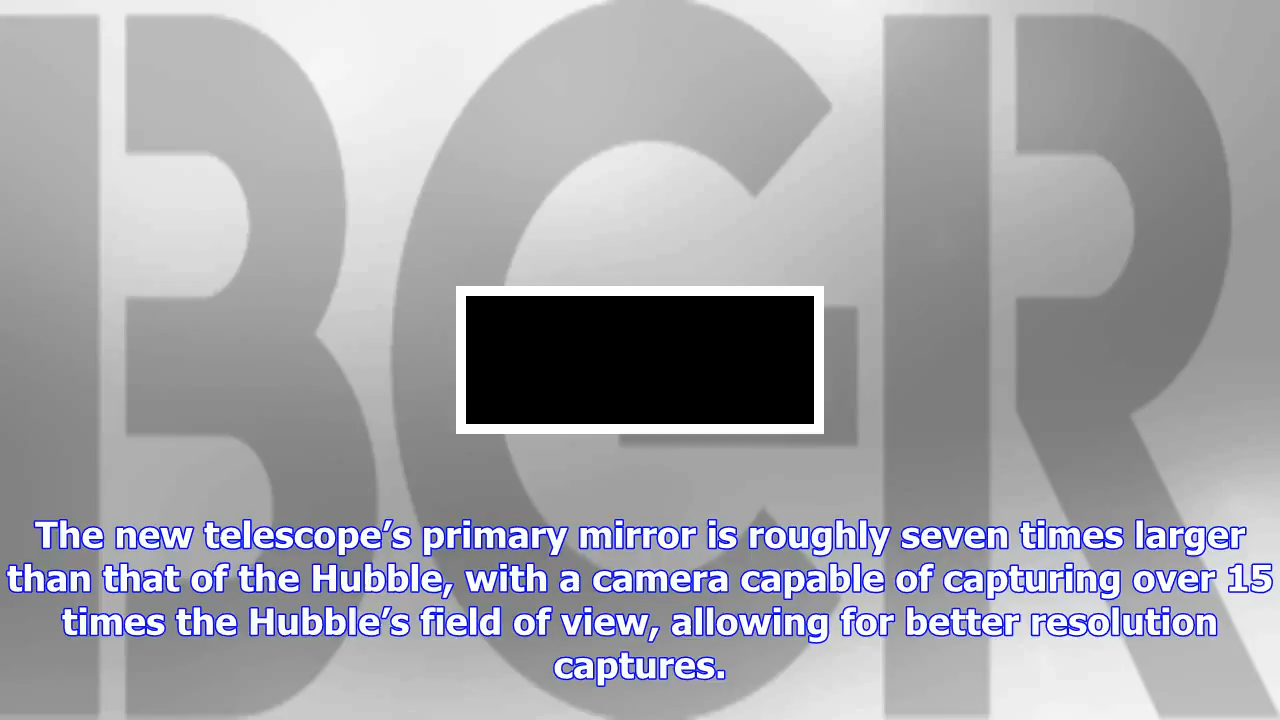 BGR
The new telescope’s primary mirror is roughly seven times larger
than that of the Hubble, with a camera capable of capturing over 15
times the Hubble’s field of view, allowing for better resolution
captures.